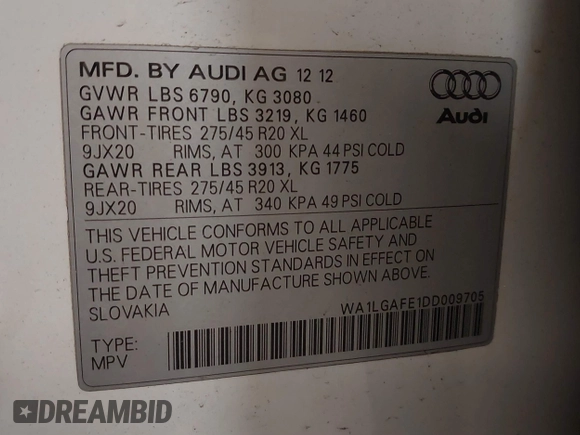 MFD. BY AUDI AG 12 12
GVWR LBS 6790, KG 3080
GAWR FRONT LBS 3219, KG 1460
FRONT-TIRES 275/45 R20 XL
9JX20 RIMS, AT 300 KPA 44 PSI COLD
GAWR REAR LBS 3913, KG 1775
REAR-TIRES 275/45 R20 XL
9JX20 RIMS, AT 340 KPA 49 PSI COLD
Audi
THIS VEHICLE CONFORMS TO ALL APPLICABLE
U.S. FEDERAL MOTOR VEHICLE SAFETY AND
THEFT PREVENTION STANDARDS IN EFFECT ON
THE DATE OF MANUFACTURE SHOWN ABOVE.
SLOVAKIA WA1LGAFE1DD009705
TYPE:
MPV
DREAMBID